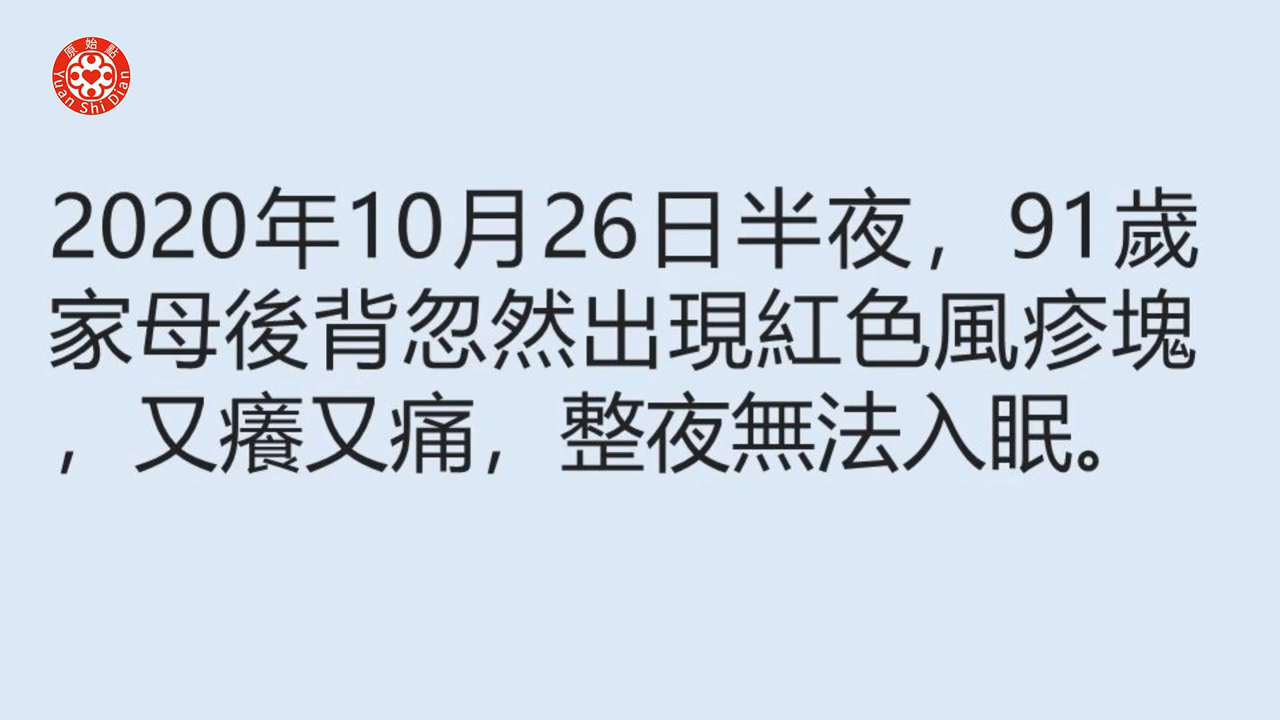 原始點
Yuan Shi Dian
2020年10月26日半夜，91歲
家母後背忽然出現紅色風疹塊
，又癢又痛，整夜無法入眠。